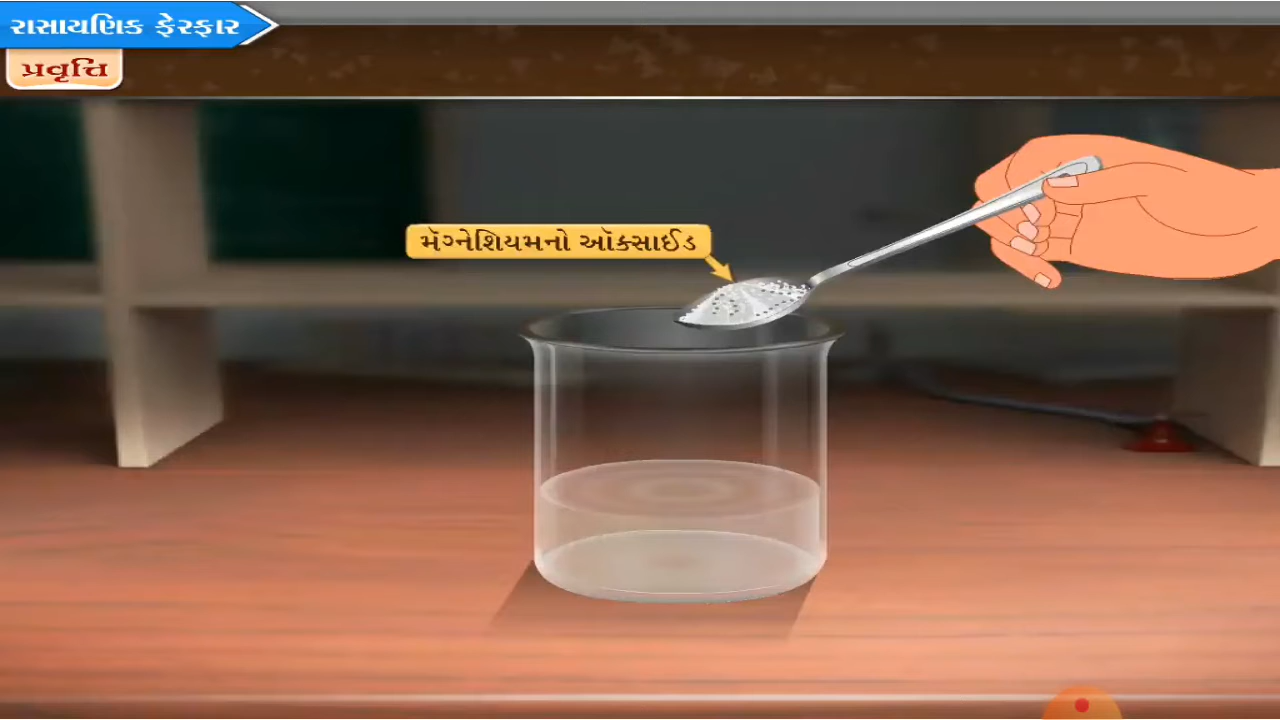 રાસાયણિક ફેરફાર
પ્રવૃત્તિ
મૅગ્નેશિયમનો ઑક્સાઈડ